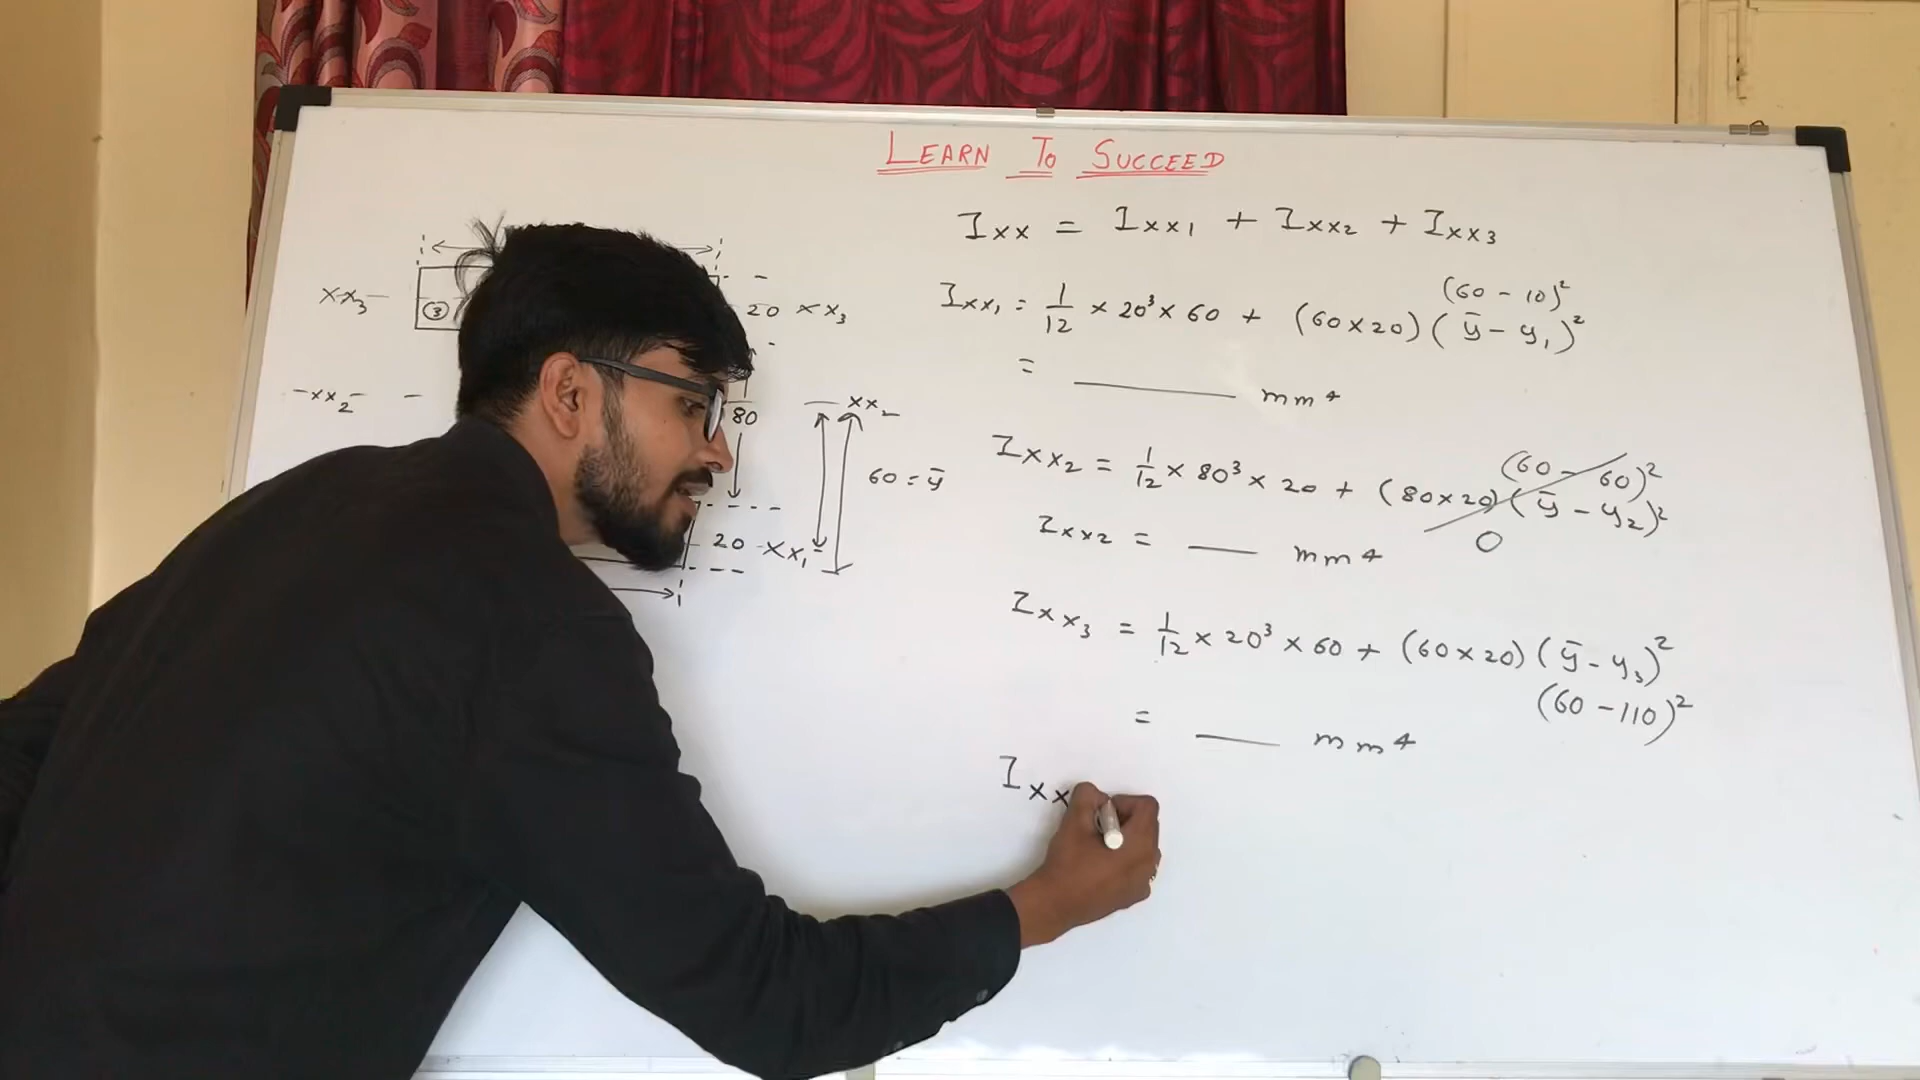 LEARN TO SUCCEED
Ixx = Ixx₁ + Ixx₂ + Ixx₃
(60 - 10)²
Ixx₁ = 1/12 × 20³ × 60 + (60×20)(ȳ - y₁)²
= ____ mm⁴
(60 - 60)²
Ixx₂ = 1/12 × 80³ × 20 + (80×20)(ȳ - y₂)²
0
Ixx₂ = ___ mm⁴
Ixx₃ = 1/12 × 20³ × 60 + (60×20)(ȳ - y₃)²
(60 - 110)²
= ___ mm⁴
Ixx
xx₃
③
20 xx₃
xx₂
80
xx₂
60 = ȳ
20 xx₁